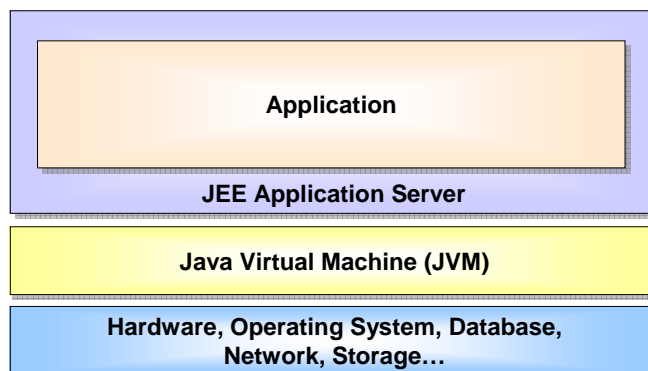 Application
JEE Application Server
Java Virtual Machine (JVM)
Hardware, Operating System, Database,
Network, Storage…